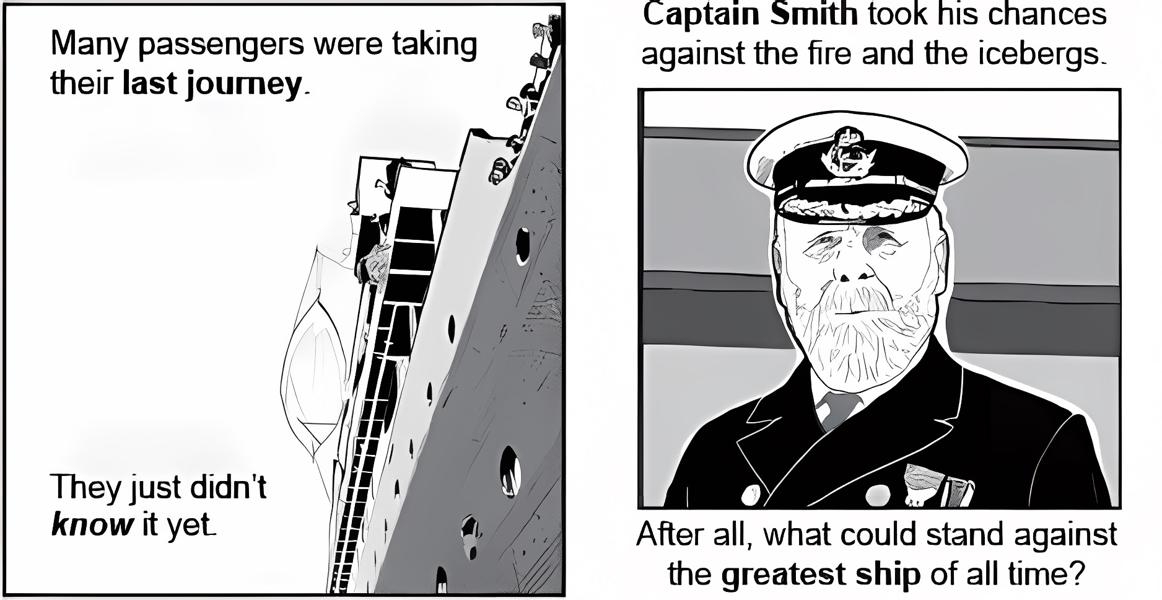 Many passengers were taking
their last journey.
They just didn't
know it yet.
Captain Smith took his chances
against the fire and the icebergs.
After all, what could stand against
the greatest ship of all time?